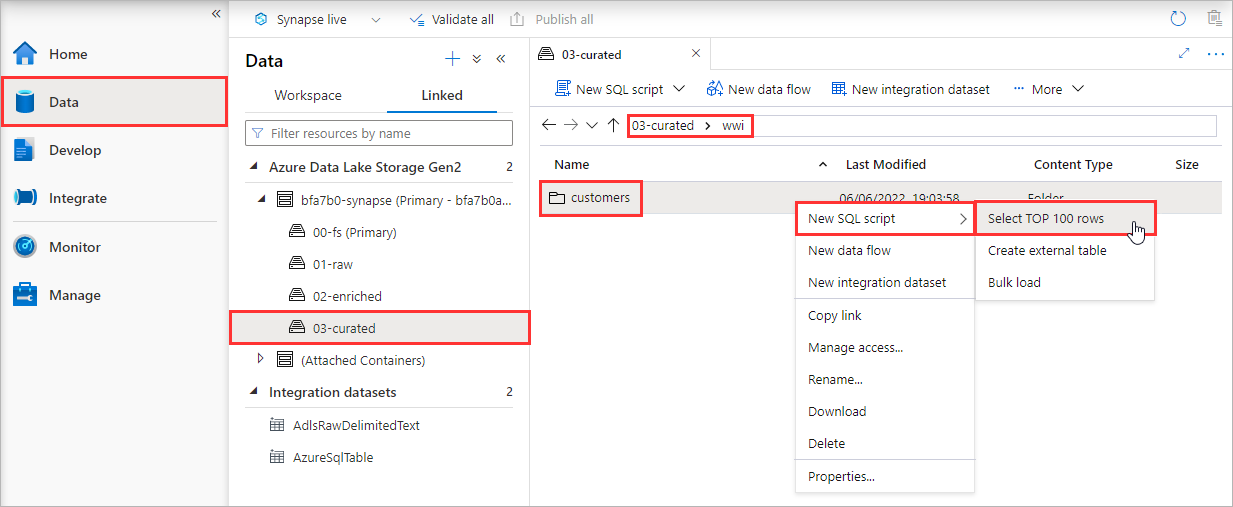 Synapse live
Validate all
Publish all
Home
Data
Develop
Integrate
Monitor
Manage
Data
Workspace
Linked
Filter resources by name
Azure Data Lake Storage Gen2 2
bfa7b0-synapse (Primary - bfa7b0a...
00-fs (Primary)
01-raw
02-enriched
03-curated
(Attached Containers)
Integration datasets 2
AdlsRawDelimitedText
AzureSqlTable
03-curated
New SQL script
New data flow
New integration dataset
More
03-curated wwi
Name Last Modified Content Type Size
customers 06/06/2022, 19:03:58 Folder
New SQL script
New data flow
New integration dataset
Copy link
Manage access...
Rename...
Download
Delete
Properties...
Select TOP 100 rows
Create external table
Bulk load